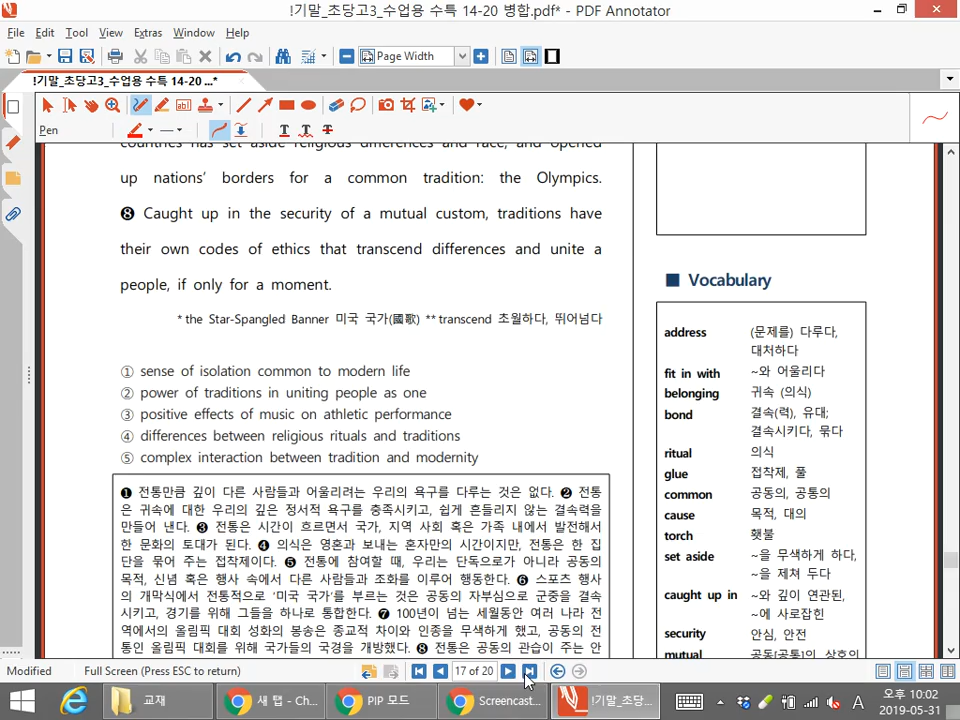 !기말_초당고3_수업용 수특 14-20 병합.pdf* - PDF Annotator
File Edit Tool View Extras Window Help
Page Width
!기말_초당고3_수업용 수특 14-20 ...*
Pen
countries has set aside religious differences and race, and opened
up nations' borders for a common tradition: the Olympics.
❽ Caught up in the security of a mutual custom, traditions have
their own codes of ethics that transcend differences and unite a
people, if only for a moment.
* the Star-Spangled Banner 미국 국가(國歌) ** transcend 초월하다, 뛰어넘다
① sense of isolation common to modern life
② power of traditions in uniting people as one
③ positive effects of music on athletic performance
④ differences between religious rituals and traditions
⑤ complex interaction between tradition and modernity
❶ 전통만큼 깊이 다른 사람들과 어울리려는 우리의 욕구를 다루는 것은 없다. ❷ 전통
은 귀속에 대한 우리의 깊은 정서적 욕구를 충족시키고, 쉽게 흔들리지 않는 결속력을
만들어 낸다. ❸ 전통은 시간이 흐르면서 국가, 지역 사회 혹은 가족 내에서 발전해서
한 문화의 토대가 된다. ❹ 의식은 영혼과 보내는 혼자만의 시간이지만, 전통은 한 집
단을 묶어 주는 접착제이다. ❺ 전통에 참여할 때, 우리는 단독으로가 아니라 공동의
목적, 신념 혹은 행사 속에서 다른 사람들과 조화를 이루어 행동한다. ❻ 스포츠 행사
의 개막식에서 전통적으로 '미국 국가'를 부르는 것은 공동의 자부심으로 군중을 결속
시키고, 경기를 위해 그들을 하나로 통합한다. ❼ 100년이 넘는 세월동안 여러 나라 전
역에서의 올림픽 대회 성화의 봉송은 종교적 차이와 인종을 무색하게 했고, 공동의 전
통인 올림픽 대회를 위해 국가들의 국경을 개방했다. ❽ 전통은 공동의 관습이 주는 안
■ Vocabulary
address (문제를) 다루다,
대처하다
fit in with ~와 어울리다
belonging 귀속 (의식)
bond 결속(력), 유대;
결속시키다, 묶다
ritual 의식
glue 접착제, 풀
common 공동의, 공통의
cause 목적, 대의
torch 횃불
set aside ~을 무색하게 하다,
~을 제쳐 두다
caught up in ~와 깊이 연관된,
~에 사로잡힌
security 안심, 안전
mutual 공동[공통]의, 상호의
Modified Full Screen (Press ESC to return) 17 of 20
교재 새 탭 - Ch... PIP 모드 Screencast... !기말_초당... A 오후 10:02
2019-05-31